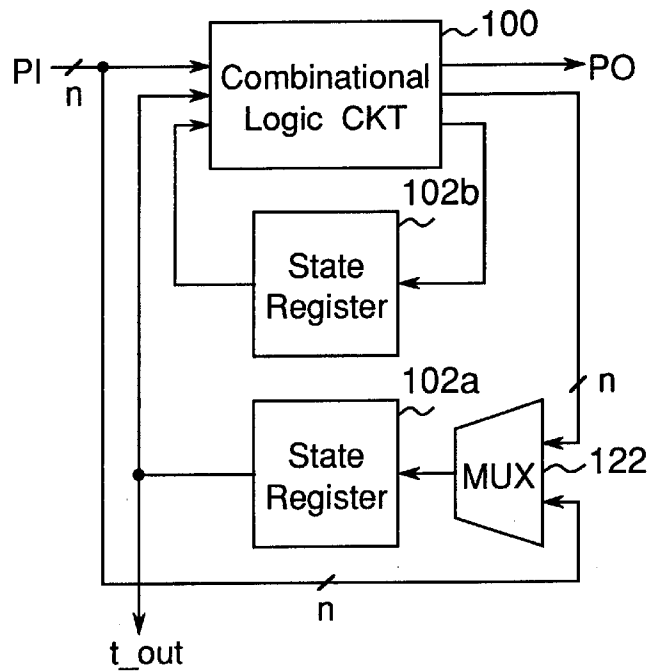 100
PI
n
Combinational
Logic CKT
PO
102b
State
Register
n
102a
State
Register
MUX
122
n
t_out